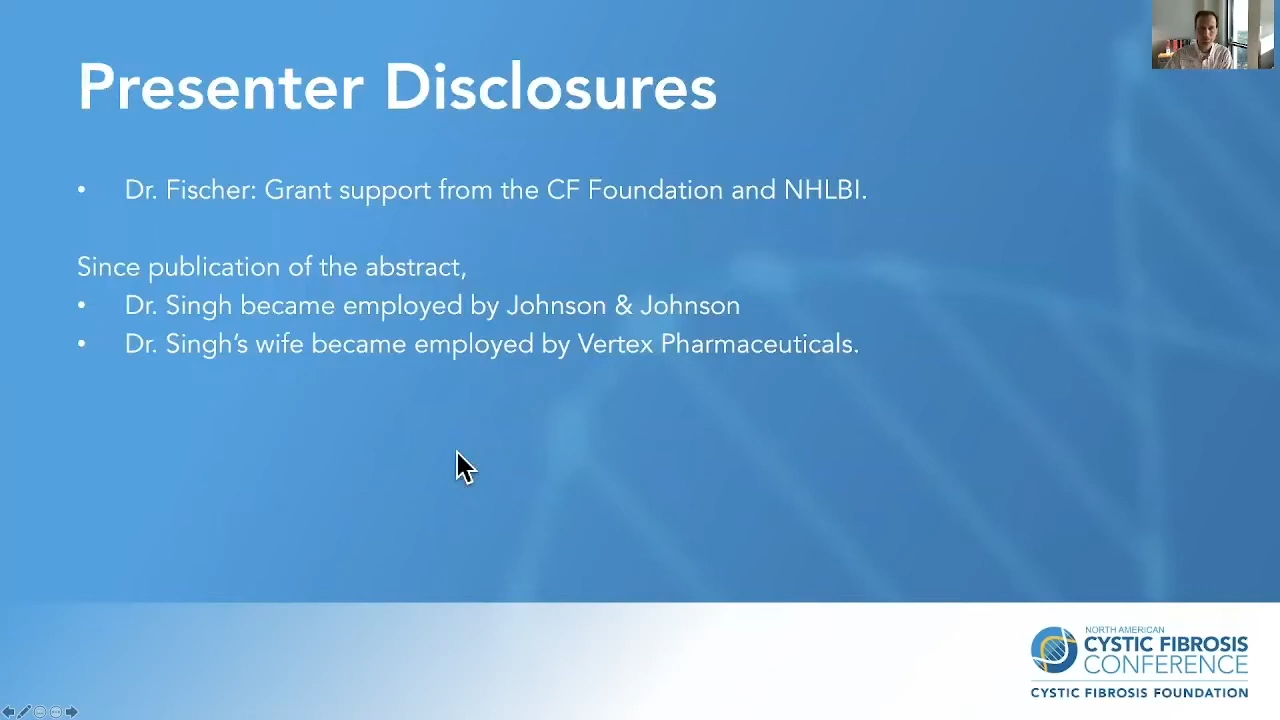 Presenter Disclosures
• Dr. Fischer: Grant support from the CF Foundation and NHLBI.
Since publication of the abstract,
• Dr. Singh became employed by Johnson & Johnson
• Dr. Singh’s wife became employed by Vertex Pharmaceuticals.
NORTH AMERICAN
CYSTIC FIBROSIS
CONFERENCE
CYSTIC FIBROSIS FOUNDATION